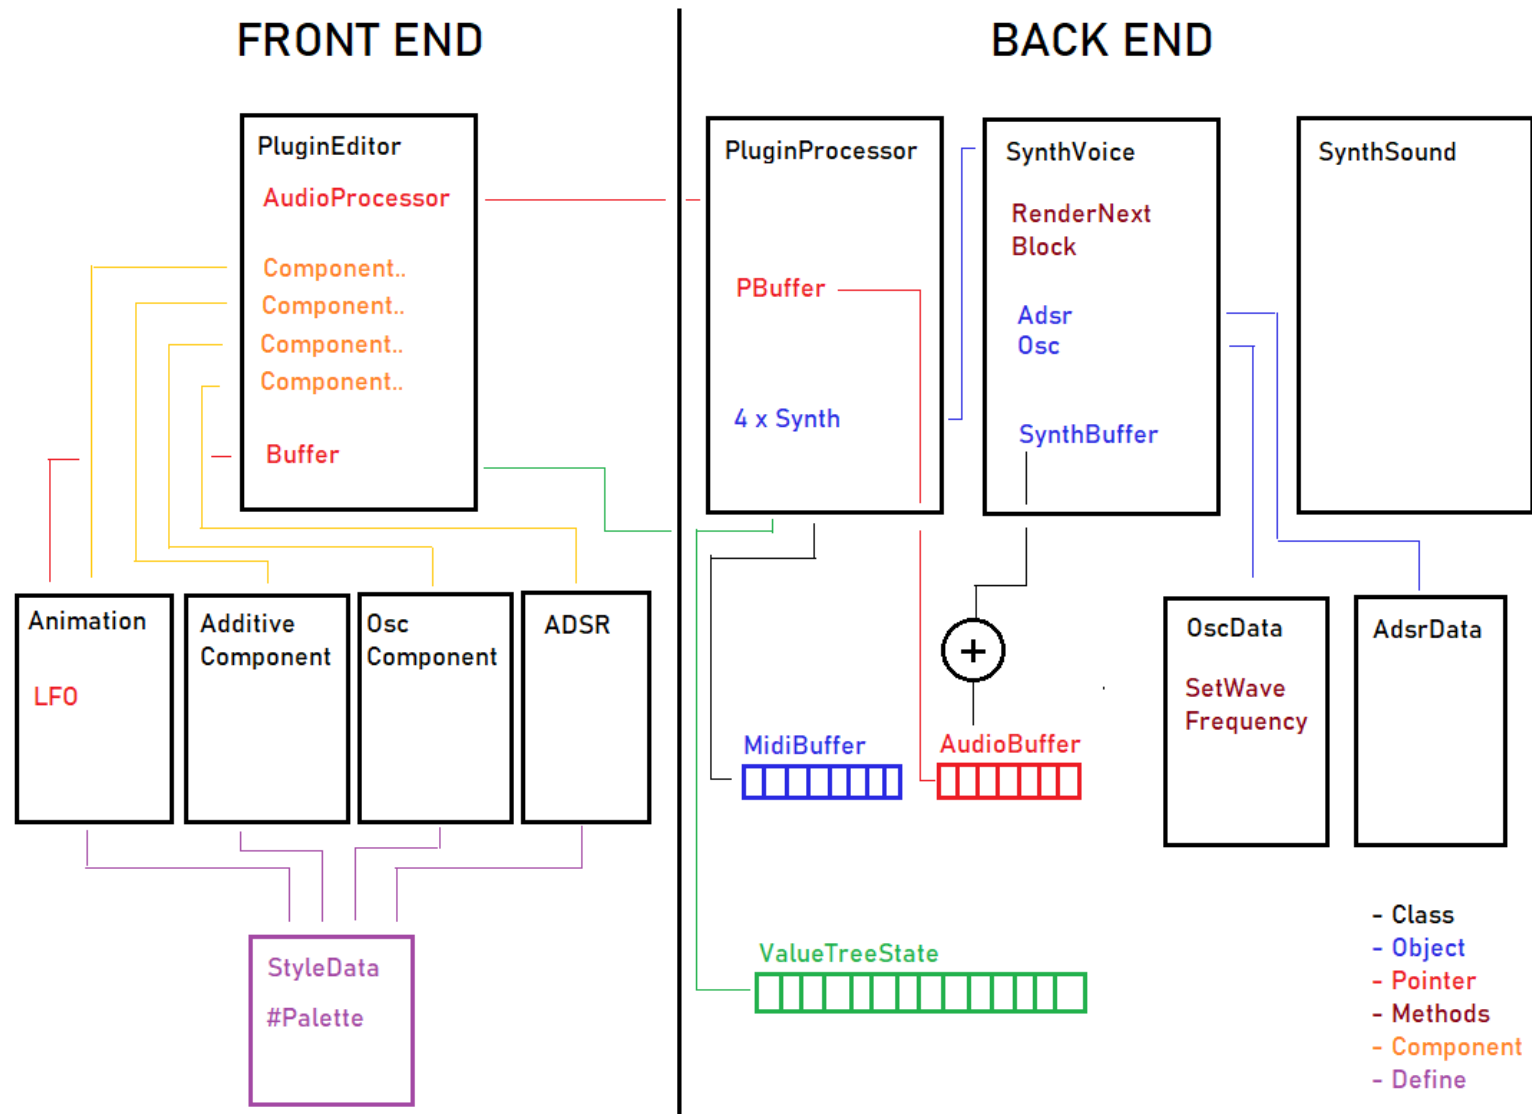 FRONT END
BACK END
PluginEditor
AudioProcessor
Component..
Component..
Component..
Component..
Buffer
Animation
LFO
Additive
Component
Osc
Component
ADSR
StyleData
#Palette
PluginProcessor
PBuffer
4 x Synth
SynthVoice
RenderNext
Block
Adsr
Osc
SynthBuffer
SynthSound
+
MidiBuffer
AudioBuffer
OscData
SetWave
Frequency
AdsrData
ValueTreeState
- Class
- Object
- Pointer
- Methods
- Component
- Define